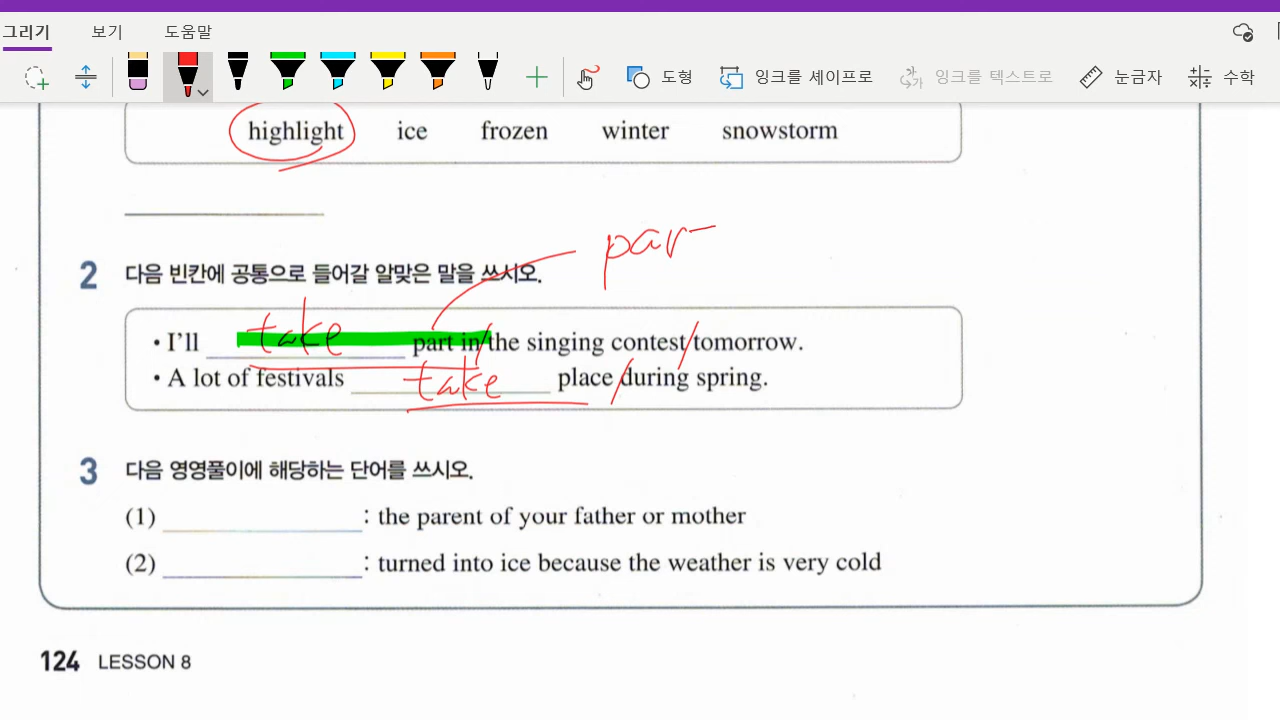 그리기 보기 도움말
도형 잉크를 셰이프로 잉크를 텍스트로 눈금자 수학
highlight ice frozen winter snowstorm
par
2 다음 빈칸에 공통으로 들어갈 알맞은 말을 쓰시오.
• I'll take part in/the singing contest/tomorrow.
• A lot of festivals take place/during spring.
3 다음 영영풀이에 해당하는 단어를 쓰시오.
(1) : the parent of your father or mother
(2) : turned into ice because the weather is very cold
124 LESSON 8